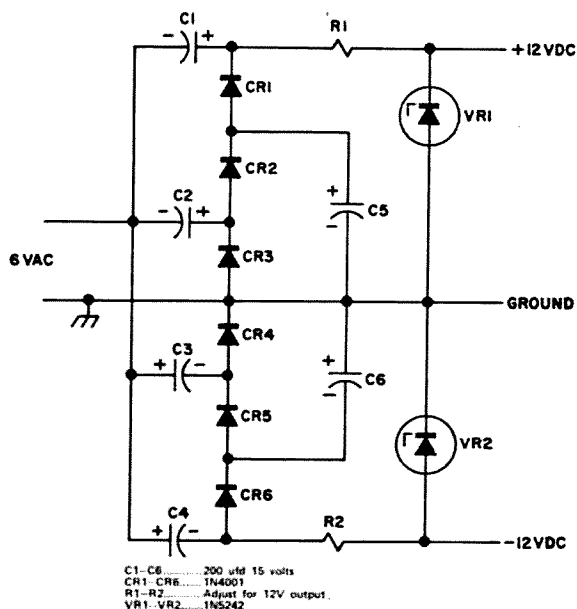 C1
- +
R1
+12VDC
CR1
VR1
CR2
C2
- +
+
-
C5
6 VAC
CR3
GROUND
CR4
C3
+ -
+
-
C6
CR5
VR2
CR6
C4
+ -
R2
-12VDC
C1-C6..........200 ufd 15 volts
CR1-CR6......1N4001
R1-R2..........Adjust for 12V output
VR1-VR2......1N5242